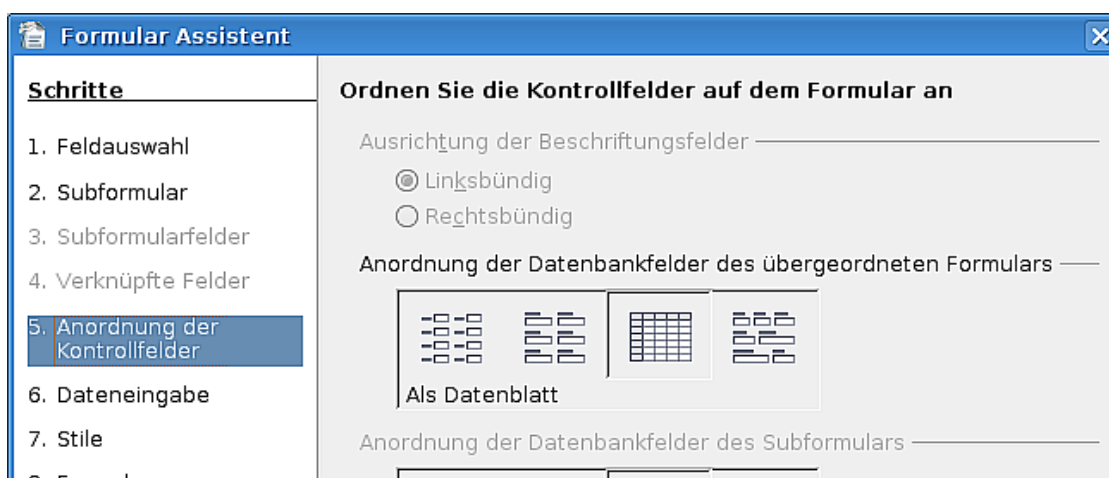 Formular Assistent
Schritte
1. Feldauswahl
2. Subformular
3. Subformularfelder
4. Verknüpfte Felder
5. Anordnung der
Kontrollfelder
6. Dateneingabe
7. Stile
Ordnen Sie die Kontrollfelder auf dem Formular an
Ausrichtung der Beschriftungsfelder
Linksbündig
Rechtsbündig
Anordnung der Datenbankfelder des übergeordneten Formulars
Als Datenblatt
Anordnung der Datenbankfelder des Subformulars